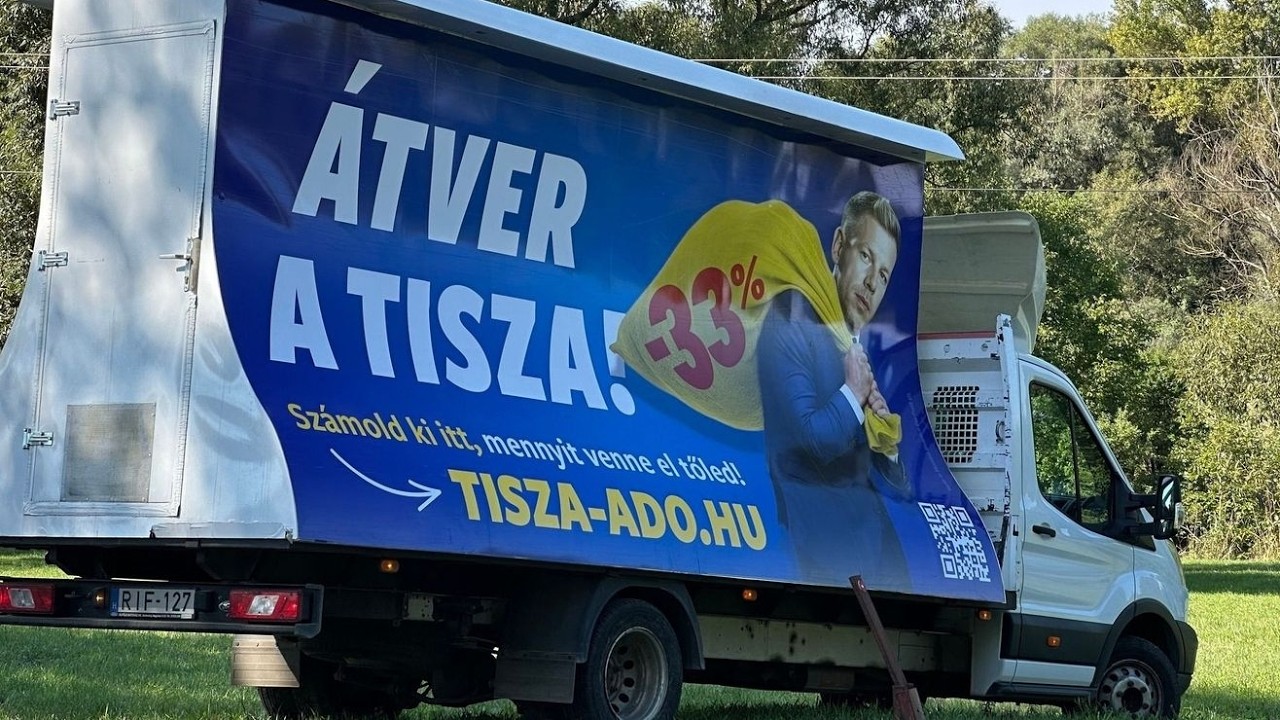 ÁTVER
A TISZA!
-33%
Számold ki itt, mennyit venne el tőled!
TISZA-ADO.HU
RIF-127